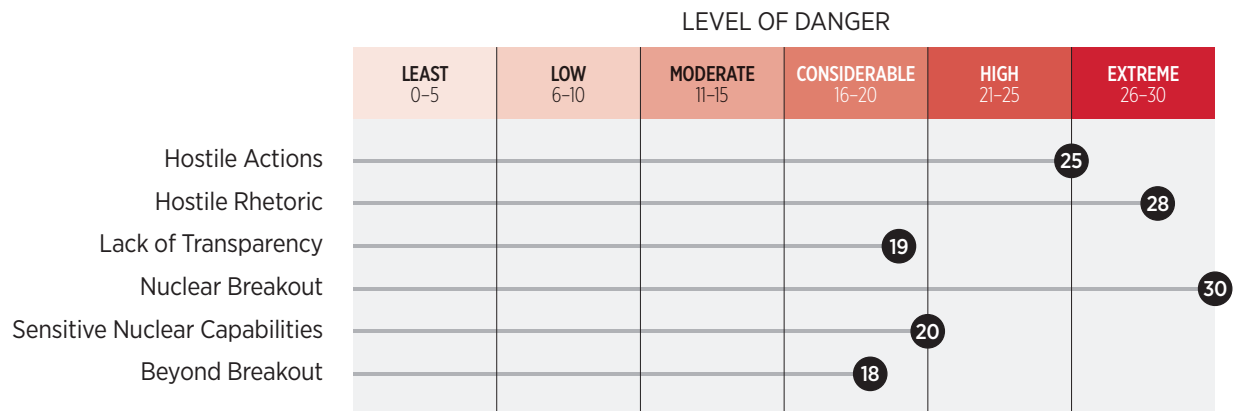 LEVEL OF DANGER
LEAST LOW MODERATE CONSIDERABLE HIGH EXTREME
0–5 6–10 11–15 16–20 21–25 26–30
Hostile Actions 25
Hostile Rhetoric 28
Lack of Transparency 19
Nuclear Breakout 30
Sensitive Nuclear Capabilities 20
Beyond Breakout 18